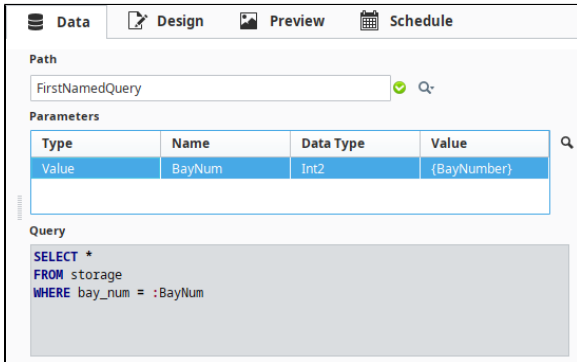 Data Design Preview Schedule
Path
FirstNamedQuery
Parameters
Type Name Data Type Value
Value BayNum Int2 {BayNumber}
Query
SELECT *
FROM storage
WHERE bay_num = :BayNum